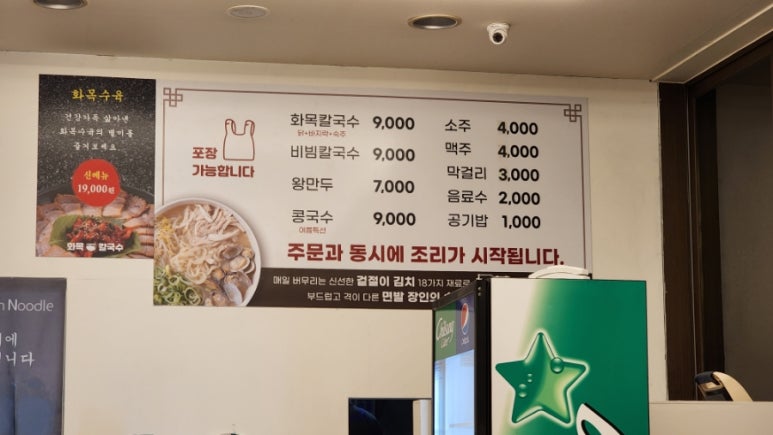 화목수육
건강가득 삶아낸
화목수육의 별미를
즐겨보세요
신메뉴
19,000원
화목 칼국수
포장
가능합니다
화목칼국수 9,000
닭+바지락+숙주
비빔칼국수 9,000
왕만두 7,000
콩국수 9,000
여름특선
소주 4,000
맥주 4,000
막걸리 3,000
음료수 2,000
공기밥 1,000
주문과 동시에 조리가 시작됩니다.
매일 버무리는 신선한 겉절이 김치 18가지 재료로
부드럽고 격이 다른 면발 장인의
Noodle
니다
pepsi